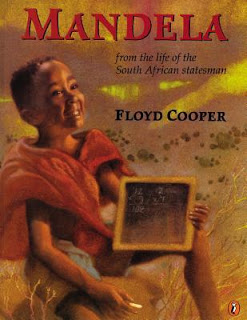 MANDELA
from the life of the
South African statesman
FLOYD COOPER